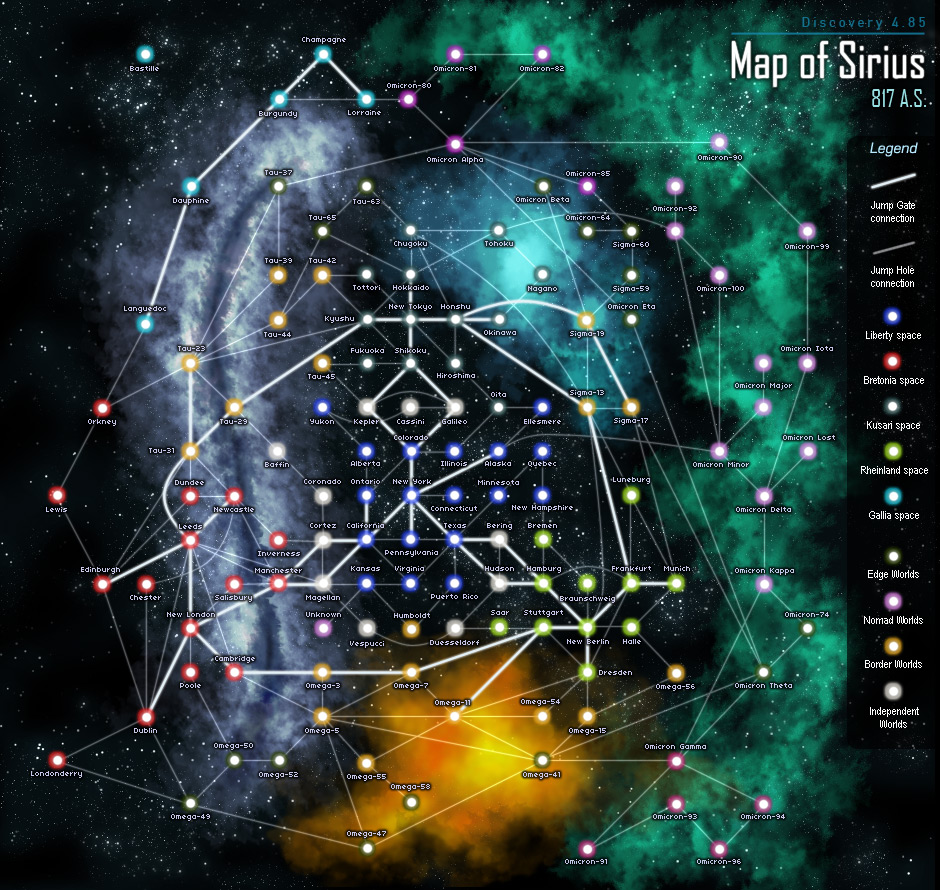 Discovery 4.85
Map of Sirius
817 A.S.
Champagne
Bastille
Omicron-81
Omicron-82
Omicron-80
Burgundy
Lorraine
Omicron Alpha
Omicron-90
Tau-37
Omicron-85
Dauphine
Tau-63
Omicron Beta
Omicron-92
Tau-65
Omicron-64
Chugoku
Tohoku
Sigma-60
Omicron-99
Tau-39
Tau-42
Tottori
Hokkaido
Nagano
Sigma-59
Omicron-100
Languedoc
New Tokyo
Honshu
Omicron Eta
Kyushu
Tau-44
Okinawa
Sigma-19
Tau-23
Fukuoka
Shikoku
Omicron Iota
Tau-45
Hiroshima
Omicron Major
Orkney
Tau-29
Yukon
Kepler
Cassini
Galileo
Oita
Ellesmere
Sigma-13
Sigma-17
Colorado
Omicron Lost
Tau-31
Baffin
Alberta
Illinois
Alaska
Quebec
Omicron Minor
Dundee
Coronado
Ontario
New York
Minnesota
Luneburg
Lewis
Newcastle
Connecticut
New Hampshire
Omicron Delta
Leeds
Cortez
California
Texas
Bering
Bremen
Inverness
Pennsylvania
Edinburgh
Manchester
Kansas
Virginia
Hudson
Hamburg
Frankfurt
Munich
Omicron Kappa
Chester
Salisbury
Magellan
Puerto Rico
Braunschweig
New London
Unknown
Humboldt
Saar
Stuttgart
Omicron-74
Vespucci
Duesseldorf
New Berlin
Halle
Cambridge
Poole
Omega-3
Omega-7
Dresden
Omega-56
Omicron Theta
Dublin
Omega-5
Omega-11
Omega-54
Omega-15
Omega-50
Omicron Gamma
Londonderry
Omega-52
Omega-55
Omega-41
Omega-58
Omega-49
Omicron-93
Omicron-94
Omega-47
Omicron-91
Omicron-96
Legend
Jump Gate
connection
Jump Hole
connection
Liberty space
Bretonia space
Kusari space
Rheinland space
Gallia space
Edge Worlds
Nomad Worlds
Border Worlds
Independent
Worlds